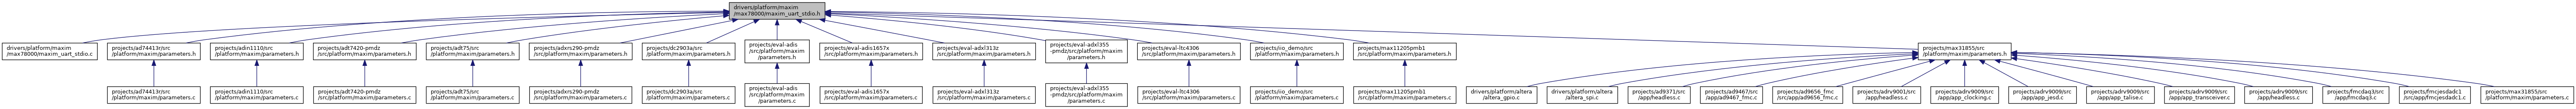 drivers/platform/maxim
/max78000/maxim_uart_stdio.h
drivers/platform/maxim
/max78000/maxim_uart_stdio.c
projects/ad74413r/src
/platform/maxim/parameters.h
projects/adin1110/src
/platform/maxim/parameters.h
projects/adt7420-pmdz
/src/platform/maxim/parameters.h
projects/adt75/src
/platform/maxim/parameters.h
projects/adxrs290-pmdz
/src/platform/maxim/parameters.h
projects/dc2903a/src
/platform/maxim/parameters.h
projects/eval-adis
/src/platform/maxim
/parameters.h
projects/eval-adis1657x
/src/platform/maxim/parameters.h
projects/eval-adxl313z
/src/platform/maxim/parameters.h
projects/eval-adxl355
-pmdz/src/platform/maxim
/parameters.h
projects/eval-ltc4306
/src/platform/maxim/parameters.h
projects/iio_demo/src
/platform/maxim/parameters.h
projects/max11205pmb1
/src/platform/maxim/parameters.h
projects/max31855/src
/platform/maxim/parameters.h
projects/ad74413r/src
/platform/maxim/parameters.c
projects/adin1110/src
/platform/maxim/parameters.c
projects/adt7420-pmdz
/src/platform/maxim/parameters.c
projects/adt75/src
/platform/maxim/parameters.c
projects/adxrs290-pmdz
/src/platform/maxim/parameters.c
projects/dc2903a/src
/platform/maxim/parameters.c
projects/eval-adis
/src/platform/maxim
/parameters.c
projects/eval-adis1657x
/src/platform/maxim/parameters.c
projects/eval-adxl313z
/src/platform/maxim/parameters.c
projects/eval-adxl355
-pmdz/src/platform/maxim
/parameters.c
projects/eval-ltc4306
/src/platform/maxim/parameters.c
projects/iio_demo/src
/platform/maxim/parameters.c
projects/max11205pmb1
/src/platform/maxim/parameters.c
drivers/platform/altera
/altera_gpio.c
drivers/platform/altera
/altera_spi.c
projects/ad9371/src
/app/headless.c
projects/ad9467/src
/app/ad9467_fmc.c
projects/ad9656_fmc
/src/app/ad9656_fmc.c
projects/adrv9001/src
/app/headless.c
projects/adrv9009/src
/app/app_clocking.c
projects/adrv9009/src
/app/app_jesd.c
projects/adrv9009/src
/app/app_talise.c
projects/adrv9009/src
/app/app_transceiver.c
projects/adrv9009/src
/app/headless.c
projects/fmcdaq3/src
/app/fmcdaq3.c
projects/fmcjesdadc1
/src/app/fmcjesdadc1.c
projects/max31855/src
/platform/maxim/parameters.c